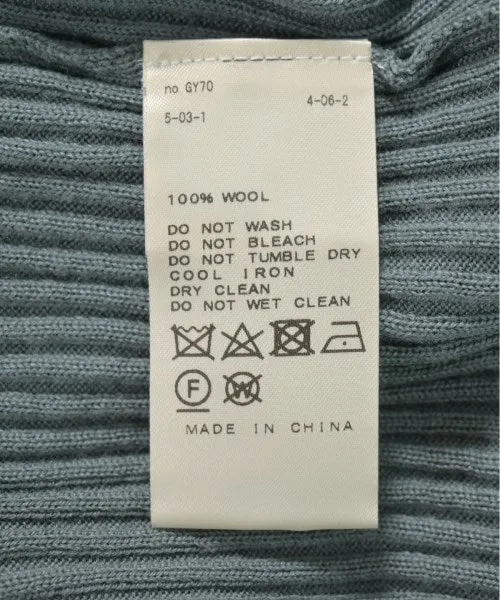 no.GY70
4-06-2
5-03-1
100% WOOL
DO NOT WASH
DO NOT BLEACH
DO NOT TUMBLE DRY
COOL IRON
DRY CLEAN
DO NOT WET CLEAN
F W
MADE IN CHINA